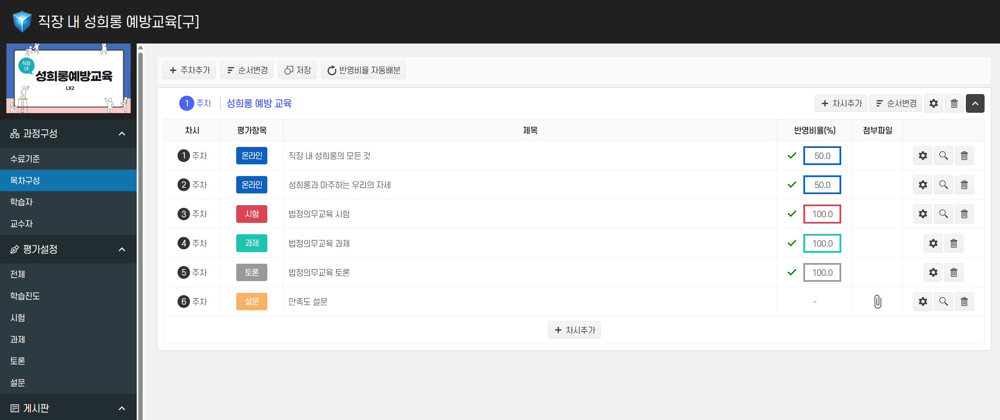 직장 내 성희롱 예방교육[구]
직장
내
성희롱예방교육
LX2
과정구성
수료기준
목차구성
학습자
교수자
평가설정
전체
학습진도
시험
과제
토론
설문
게시판
주차추가 순서변경 저장 반영비율 자동배분
1 주차 성희롱 예방 교육 차시추가 순서변경
차시 평가항목 제목 반영비율(%) 첨부파일
1 주차 온라인 직장 내 성희롱의 모든 것 50.0
2 주차 온라인 성희롱과 마주하는 우리의 자세 50.0
3 주차 시험 법정의무교육 시험 100.0
4 주차 과제 법정의무교육 과제 100.0
5 주차 토론 법정의무교육 토론 100.0
6 주차 설문 만족도 설문 -
차시추가